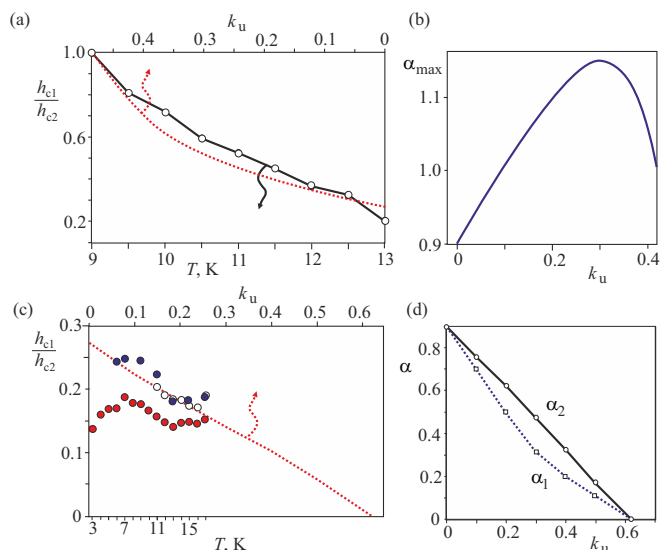 (a)
k_u
0.4 0.2 0
1.0
h_c1
h_c2
0.6
0.2
9 10 11 12 13
T, K
(b)
α_max
1.1
1.0
0.9
0 0.2 0.4
k_u
(c)
k_u
0 0.1 0.2 0.3 0.4 0.5 0.6
0.3
h_c1
h_c2
0.2
0.1
0
3 7 11 15
T, K
(d)
α
0.8
0.6
0.4
0.2
0
α_2
α_1
0 0.2 0.4 0.6
k_u